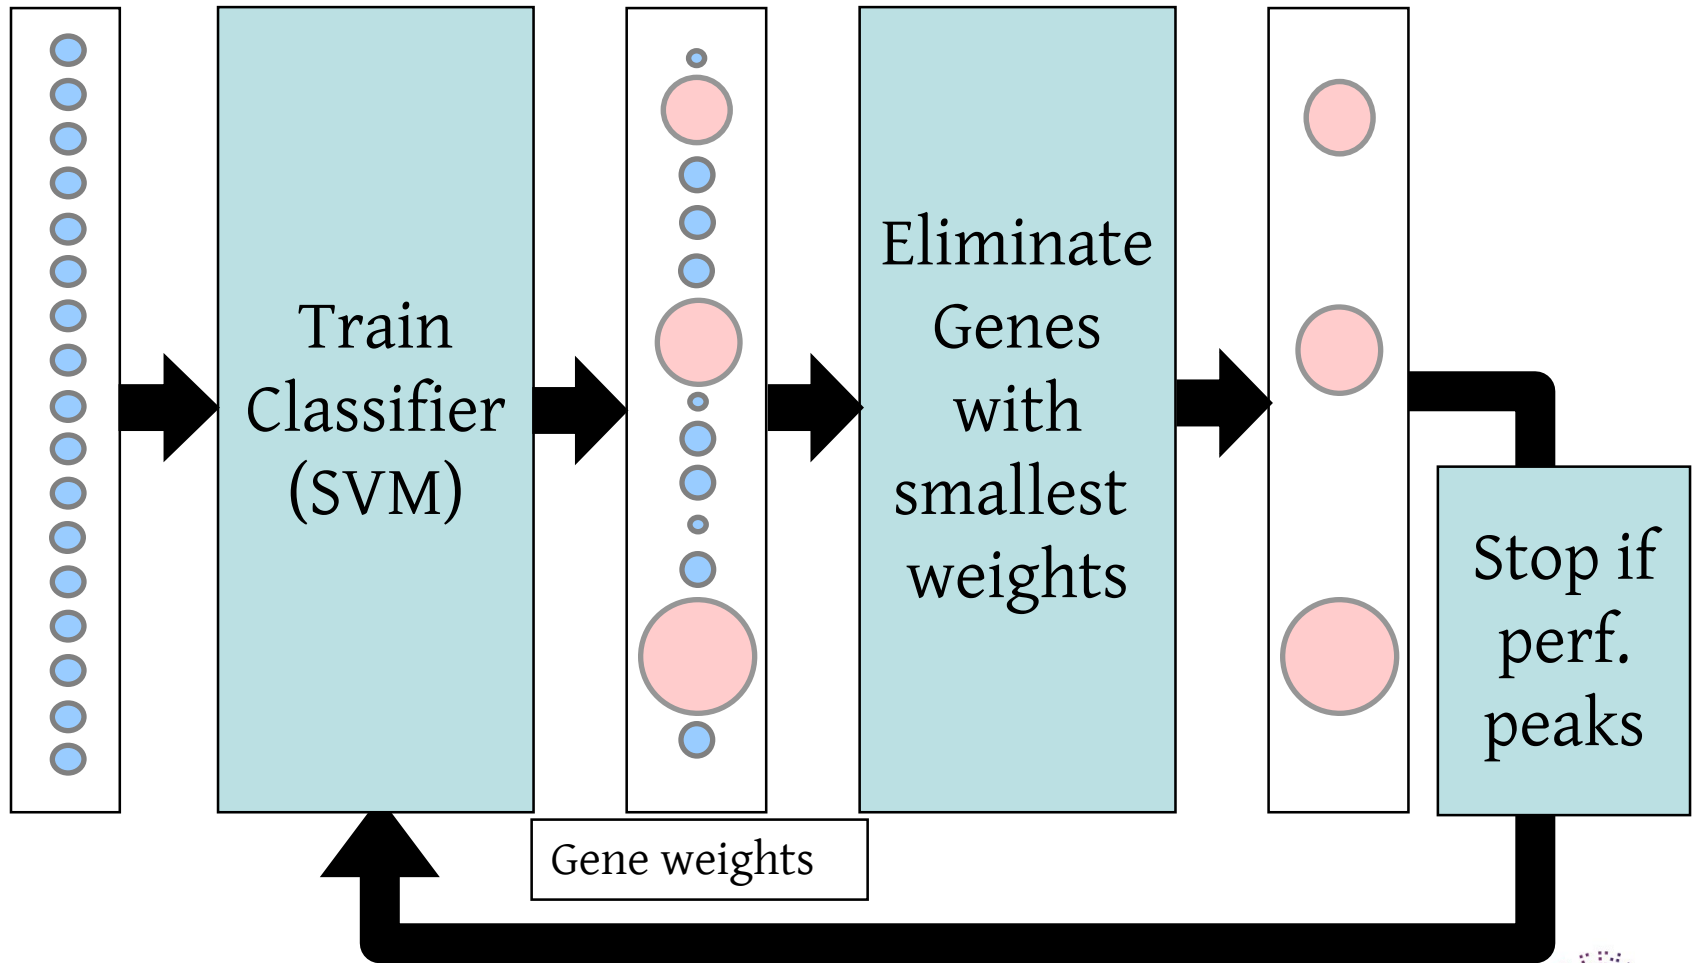 Train
Classifier
(SVM)
Eliminate
Genes
with
smallest
weights
Stop if
perf.
peaks
Gene weights